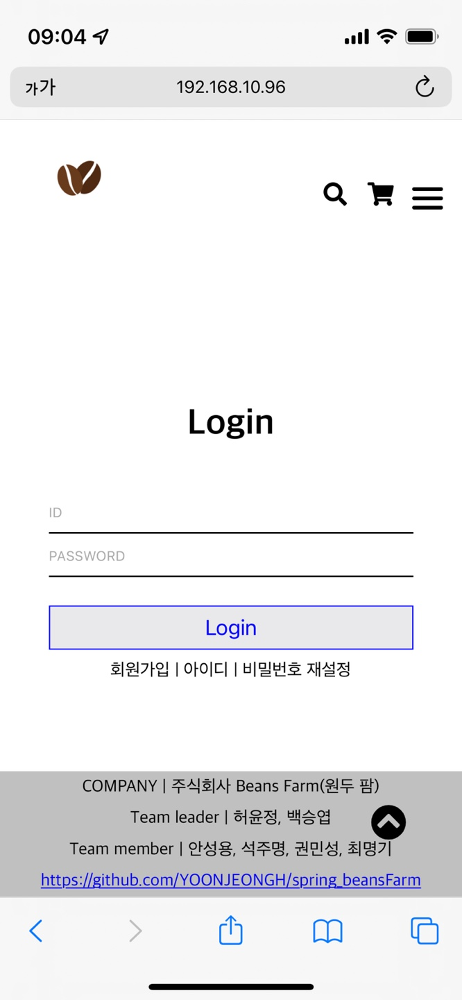 09:04
가가
192.168.10.96
Login
ID
PASSWORD
Login
회원가입 | 아이디 | 비밀번호 재설정
COMPANY | 주식회사 Beans Farm(원두 팜)
Team leader | 허윤정, 백승엽
Team member | 안성용, 석주명, 권민성, 최명기
https://github.com/YOONJEONGH/spring_beansFarm